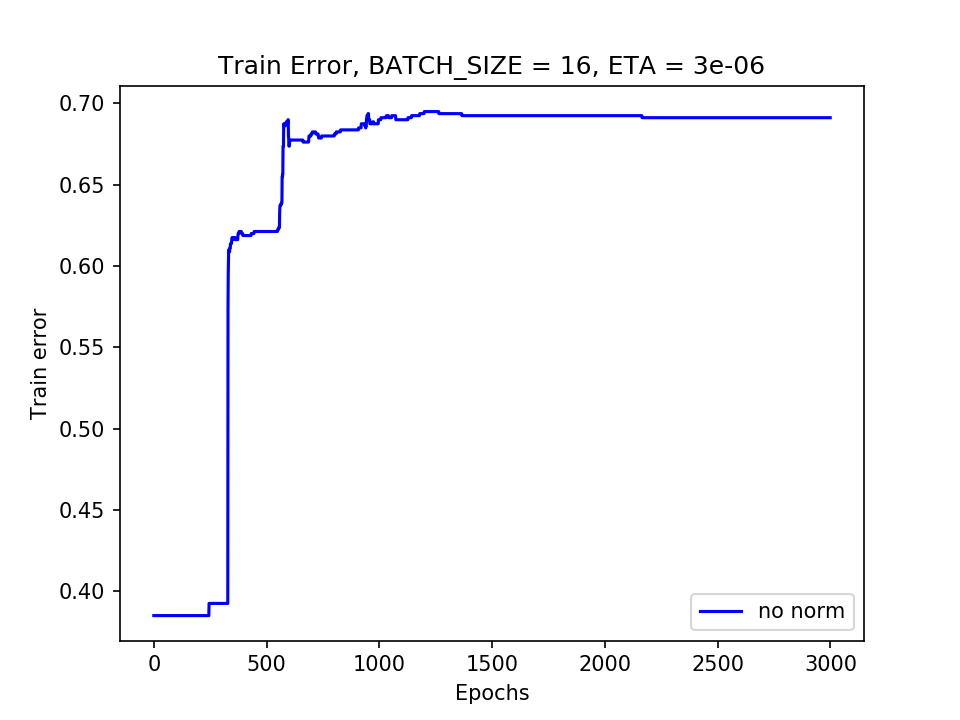 Train Error, BATCH_SIZE = 16, ETA = 3e-06
0.70
0.65
0.60
0.55
0.50
0.45
0.40
Train error
no norm
0 500 1000 1500 2000 2500 3000
Epochs